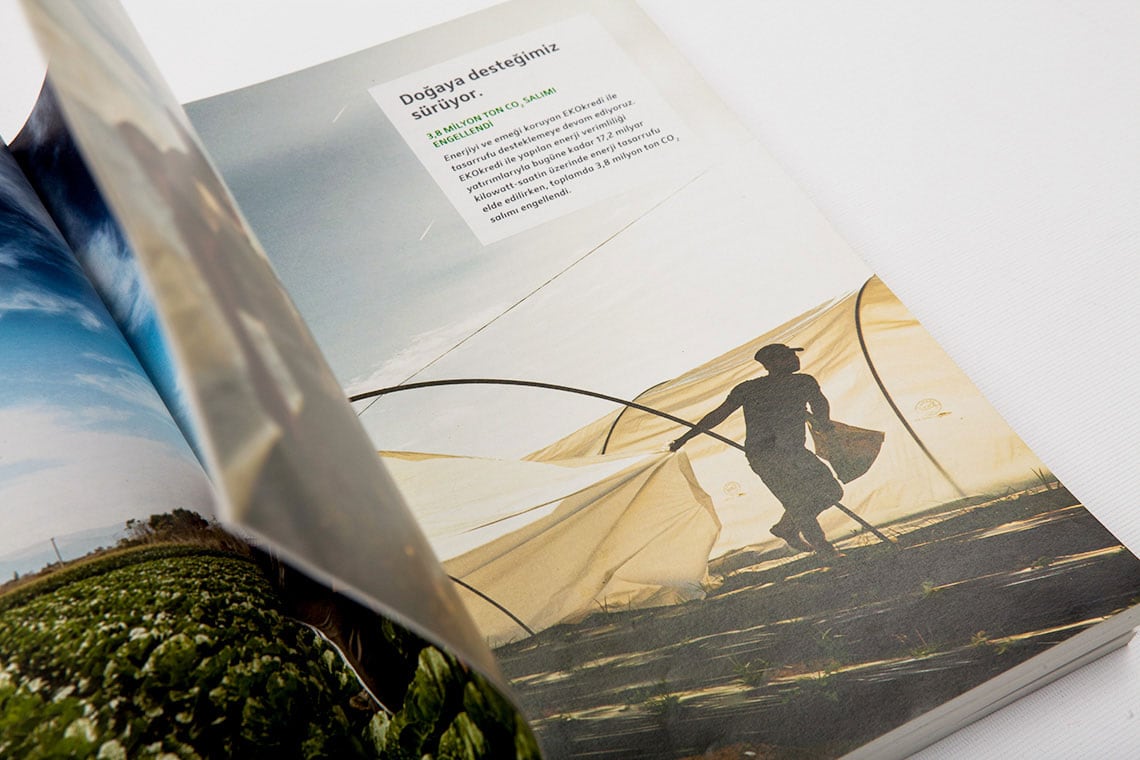 Doğaya desteğimiz
sürüyor.
3,8 MİLYON TON CO₂ SALIMI
ENGELLENDİ
Enerjiyi ve emeği koruyan EKOkredi ile
tasarrufu desteklemeye devam ediyoruz.
EKOkredi ile yapılan enerji verimliliği
yatırımlarıyla bugüne kadar 17,2 milyar
kilowatt-saatin üzerinde enerji tasarrufu
elde edilirken, toplamda 3,8 milyon ton CO₂
salımı engellendi.